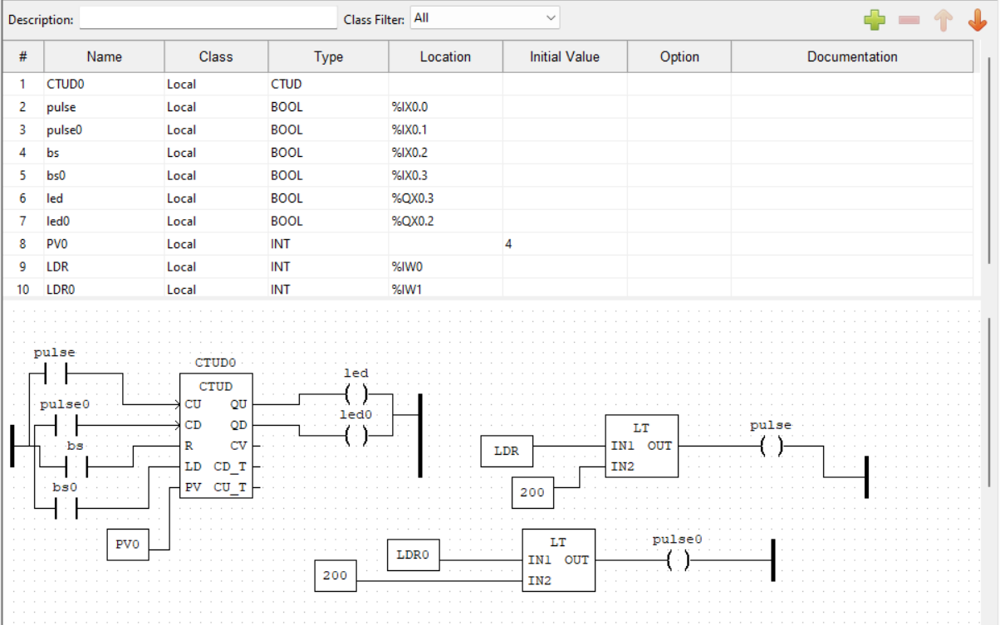 Description: Class Filter: All
# Name Class Type Location Initial Value Option Documentation
1 CTUD0 Local CTUD
2 pulse Local BOOL %IX0.0
3 pulse0 Local BOOL %IX0.1
4 bs Local BOOL %IX0.2
5 bs0 Local BOOL %IX0.3
6 led Local BOOL %QX0.3
7 led0 Local BOOL %QX0.2
8 PV0 Local INT 4
9 LDR Local INT %IW0
10 LDR0 Local INT %IW1
pulse
CTUD0
led
CTUD
pulse0 CU QU
led0
CD QD
pulse
LT
bs R CV
LDR IN1 OUT
LD CD_T
IN2
bs0 PV CU_T
200
PV0
pulse0
LT
LDR0 IN1 OUT
200 IN2